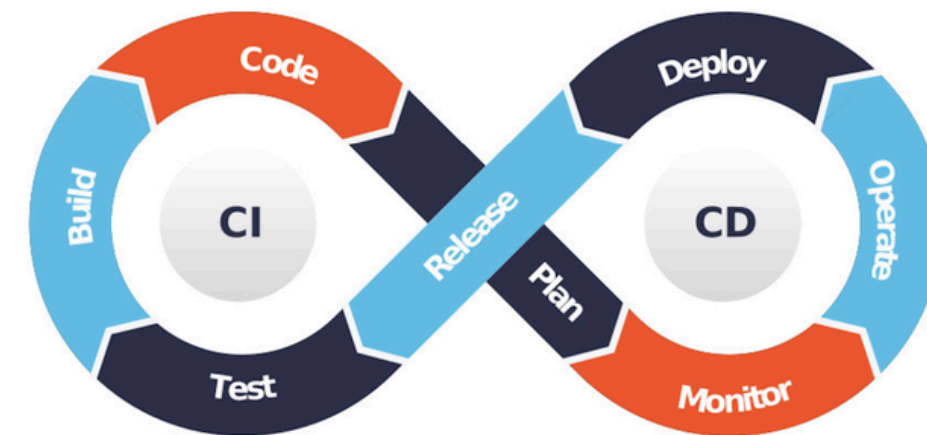 Code
Deploy
Build
CI
Release
CD
Operate
Plan
Test
Monitor